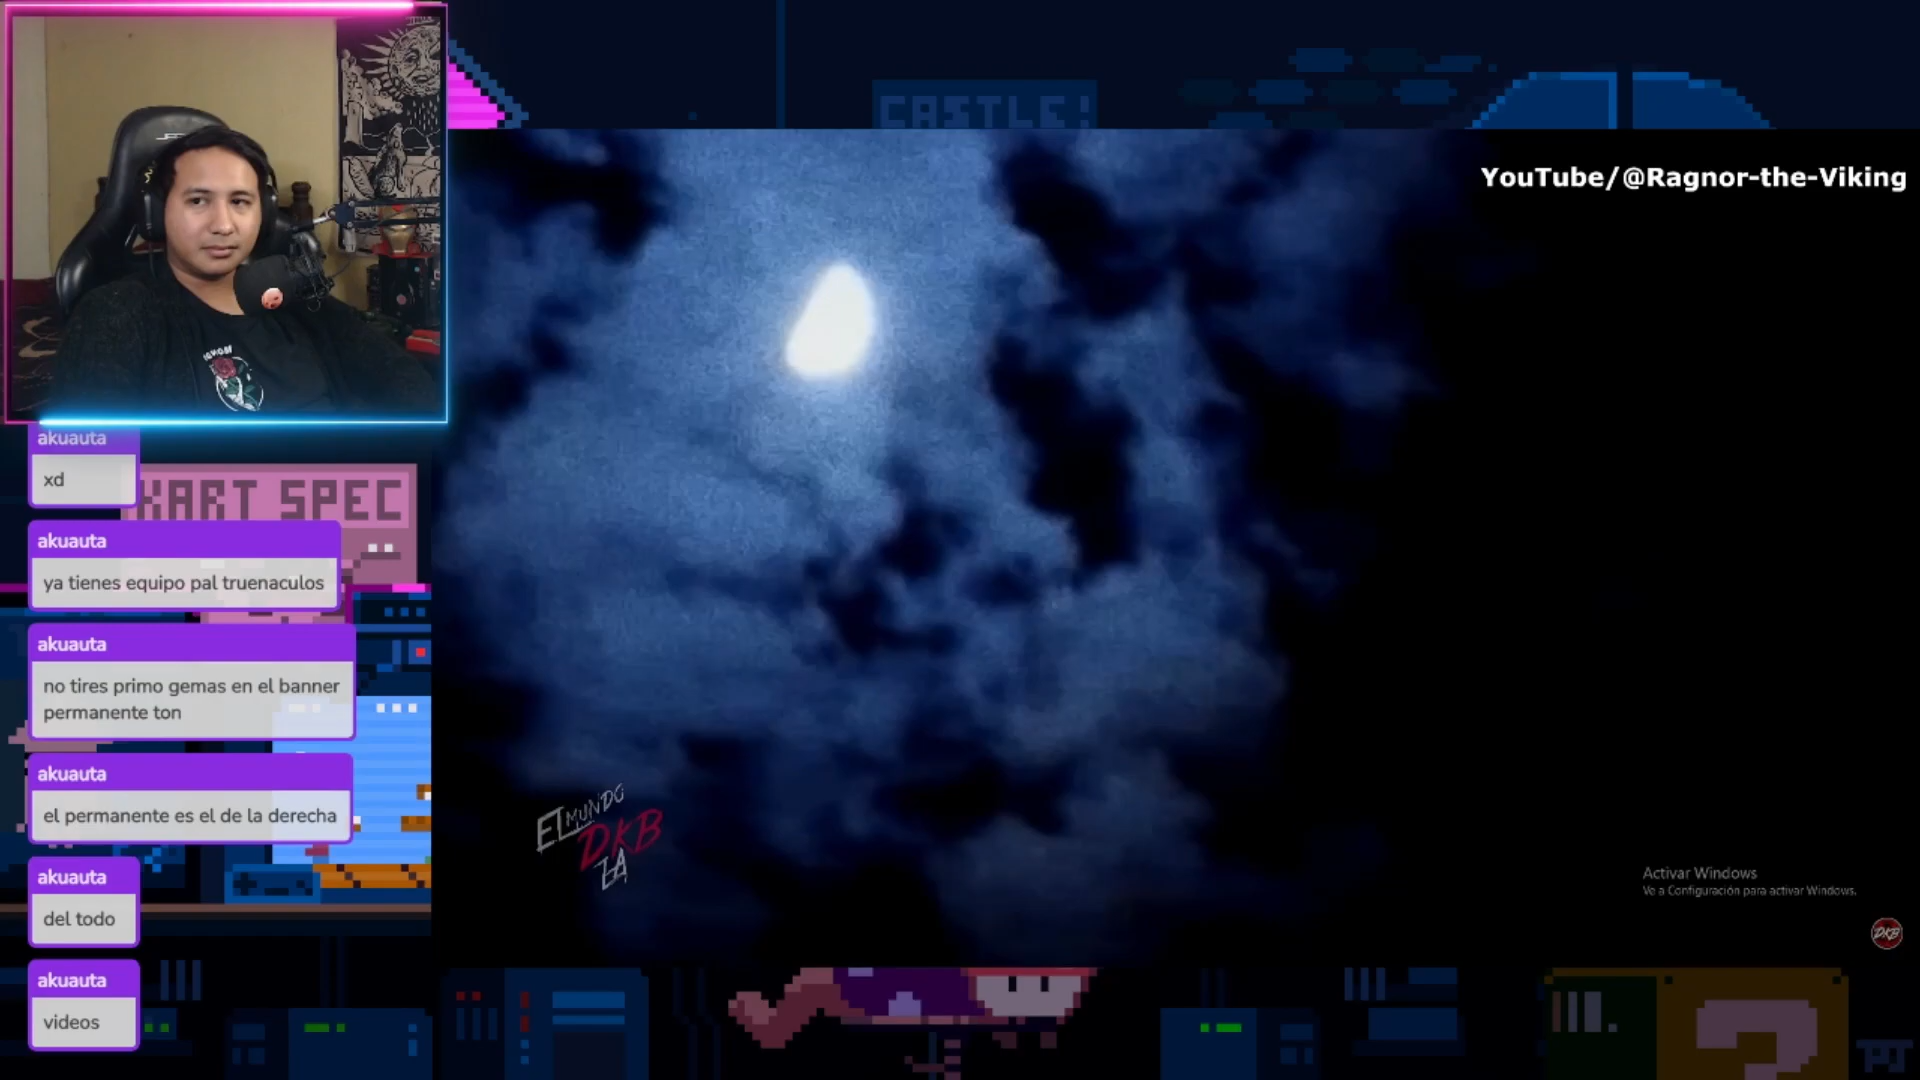 CASTLE!
YouTube/@Ragnor-the-Viking
akuauta
xd
KART SPEC
akuauta
ya tienes equipo pal truenaculos
akuauta
no tires primo gemas en el banner
permanente ton
akuauta
el permanente es el de la derecha
akuauta
del todo
akuauta
videos
EL MUNDO
DKB
ZA
Activar Windows
Ve a Configuración para activar Windows.
DKB